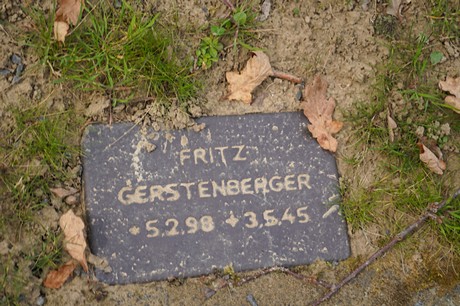 FRITZ
GERSTENBERGER
* 5.2.98 + 3.5.45